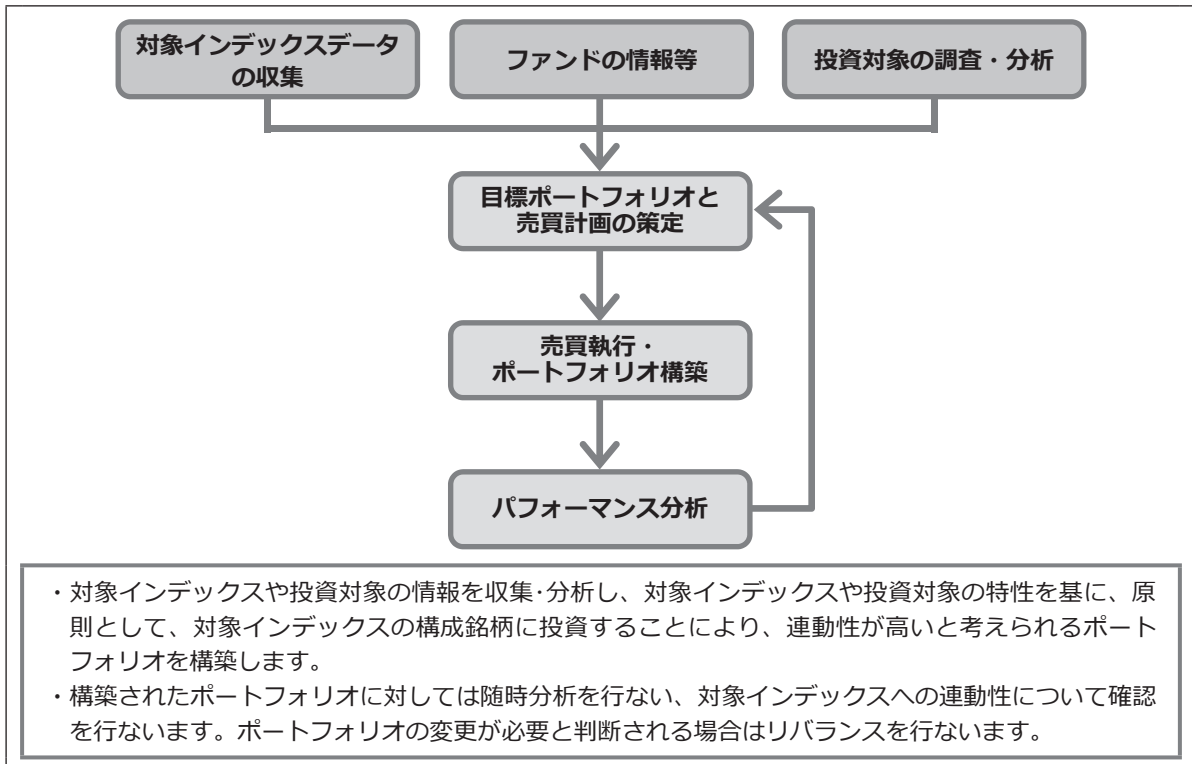 対象インデックスデータ
の収集
ファンドの情報等
投資対象の調査・分析
目標ポートフォリオと
売買計画の策定
売買執行・
ポートフォリオ構築
パフォーマンス分析
・対象インデックスや投資対象の情報を収集･分析し、対象インデックスや投資対象の特性を基に、原
則として、対象インデックスの構成銘柄に投資することにより、連動性が高いと考えられるポート
フォリオを構築します。
・構築されたポートフォリオに対しては随時分析を行ない、対象インデックスへの連動性について確認
を行ないます。ポートフォリオの変更が必要と判断される場合はリバランスを行ないます。